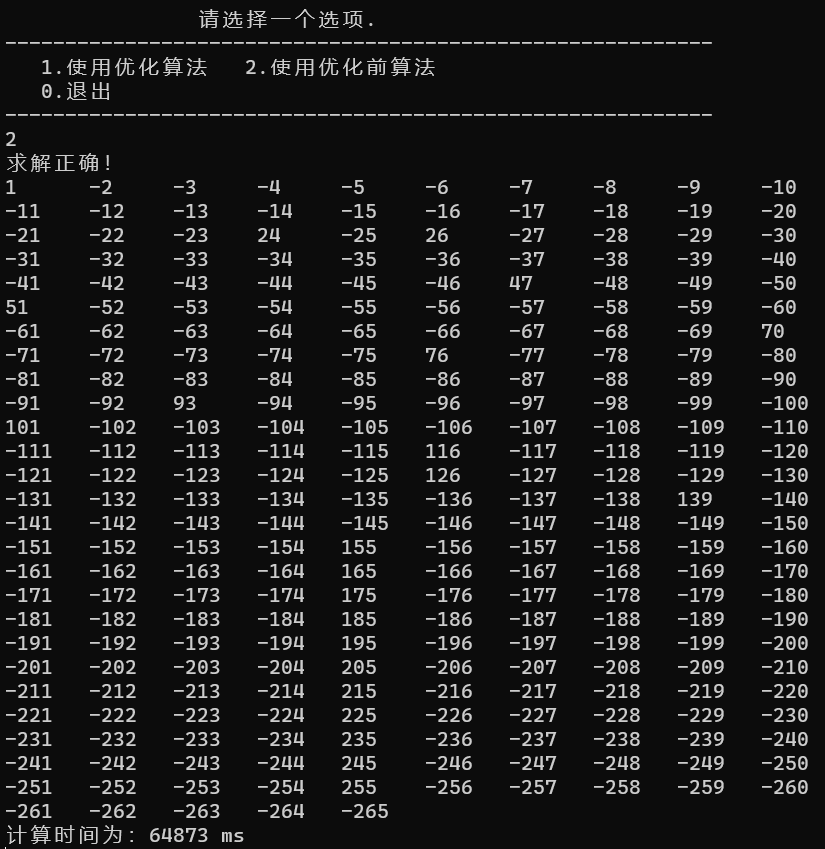 请选择一个选项.
-----------------------------------------------------------
1.使用优化算法 2.使用优化前算法
0.退出
-----------------------------------------------------------
2
求解正确!
1 -2 -3 -4 -5 -6 -7 -8 -9 -10
-11 -12 -13 -14 -15 -16 -17 -18 -19 -20
-21 -22 -23 24 -25 26 -27 -28 -29 -30
-31 -32 -33 -34 -35 -36 -37 -38 -39 -40
-41 -42 -43 -44 -45 -46 47 -48 -49 -50
51 -52 -53 -54 -55 -56 -57 -58 -59 -60
-61 -62 -63 -64 -65 -66 -67 -68 -69 70
-71 -72 -73 -74 -75 76 -77 -78 -79 -80
-81 -82 -83 -84 -85 -86 -87 -88 -89 -90
-91 -92 93 -94 -95 -96 -97 -98 -99 -100
101 -102 -103 -104 -105 -106 -107 -108 -109 -110
-111 -112 -113 -114 -115 116 -117 -118 -119 -120
-121 -122 -123 -124 -125 126 -127 -128 -129 -130
-131 -132 -133 -134 -135 -136 -137 -138 139 -140
-141 -142 -143 -144 -145 -146 -147 -148 -149 -150
-151 -152 -153 -154 155 -156 -157 -158 -159 -160
-161 -162 -163 -164 165 -166 -167 -168 -169 -170
-171 -172 -173 -174 175 -176 -177 -178 -179 -180
-181 -182 -183 -184 185 -186 -187 -188 -189 -190
-191 -192 -193 -194 195 -196 -197 -198 -199 -200
-201 -202 -203 -204 205 -206 -207 -208 -209 -210
-211 -212 -213 -214 215 -216 -217 -218 -219 -220
-221 -222 -223 -224 225 -226 -227 -228 -229 -230
-231 -232 -233 -234 235 -236 -237 -238 -239 -240
-241 -242 -243 -244 245 -246 -247 -248 -249 -250
-251 -252 -253 -254 255 -256 -257 -258 -259 -260
-261 -262 -263 -264 -265
计算时间为: 64873 ms